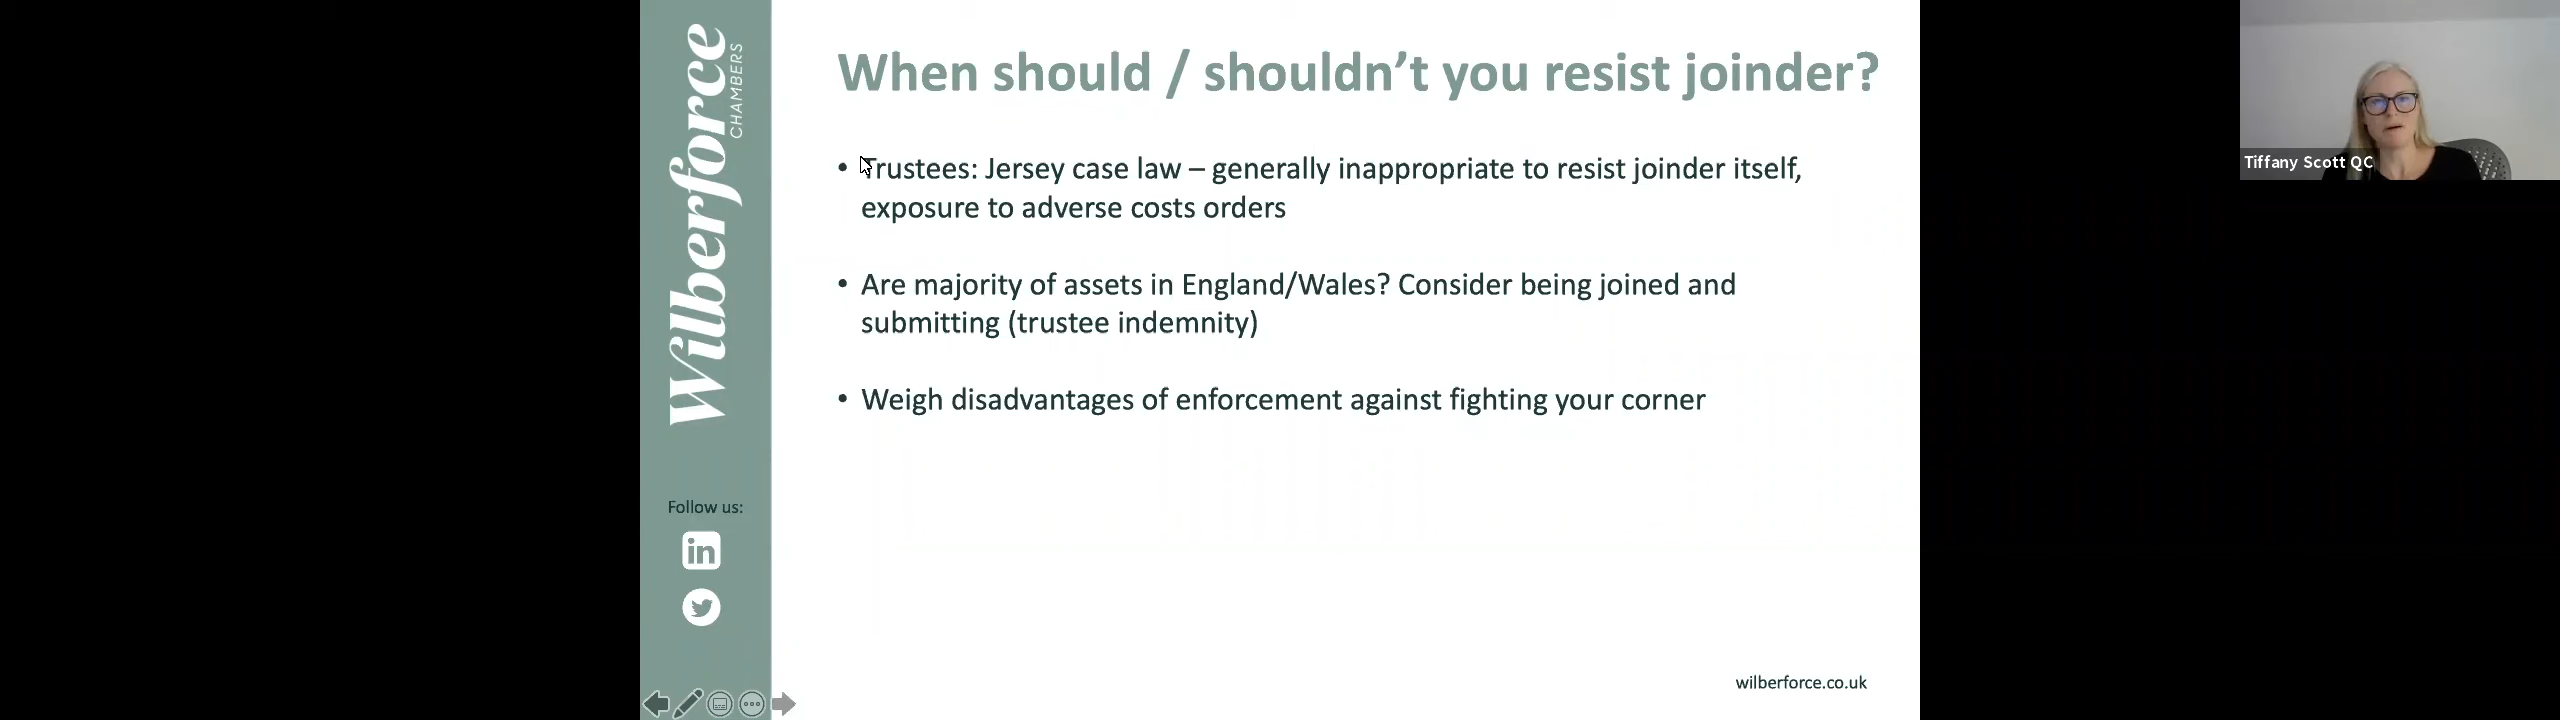 Wilberforce
CHAMBERS
When should / shouldn’t you resist joinder?
• Trustees: Jersey case law – generally inappropriate to resist joinder itself,
exposure to adverse costs orders
• Are majority of assets in England/Wales? Consider being joined and
submitting (trustee indemnity)
• Weigh disadvantages of enforcement against fighting your corner
Follow us:
in
wilberforce.co.uk
Tiffany Scott QC